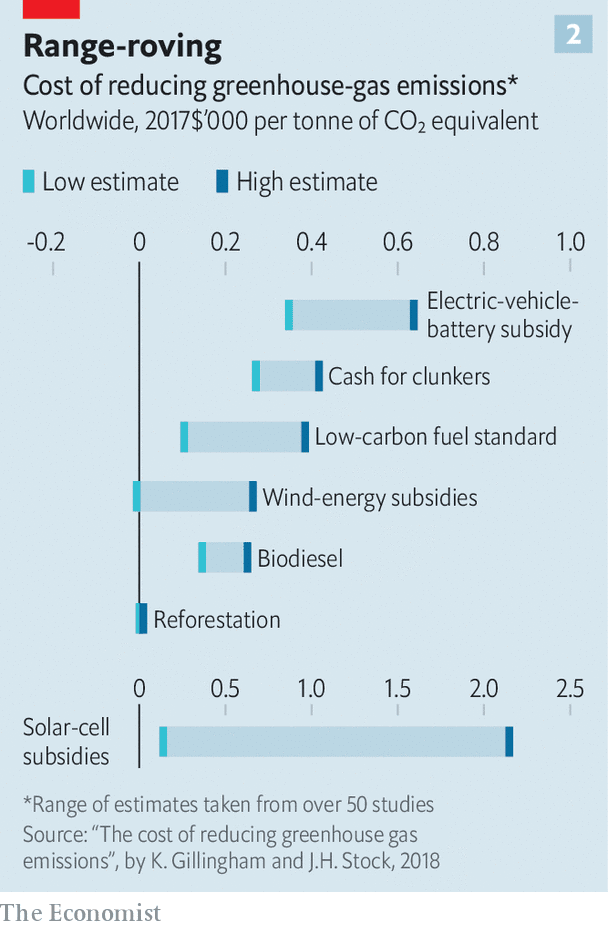 Range-roving
2
Cost of reducing greenhouse-gas emissions*
Worldwide, 2017$'000 per tonne of CO₂ equivalent
Low estimate High estimate
-0.2 0 0.2 0.4 0.6 0.8 1.0
Electric-vehicle-
battery subsidy
Cash for clunkers
Low-carbon fuel standard
Wind-energy subsidies
Biodiesel
Reforestation
0 0.5 1.0 1.5 2.0 2.5
Solar-cell
subsidies
*Range of estimates taken from over 50 studies
Source: “The cost of reducing greenhouse gas
emissions”, by K. Gillingham and J.H. Stock, 2018
The Economist